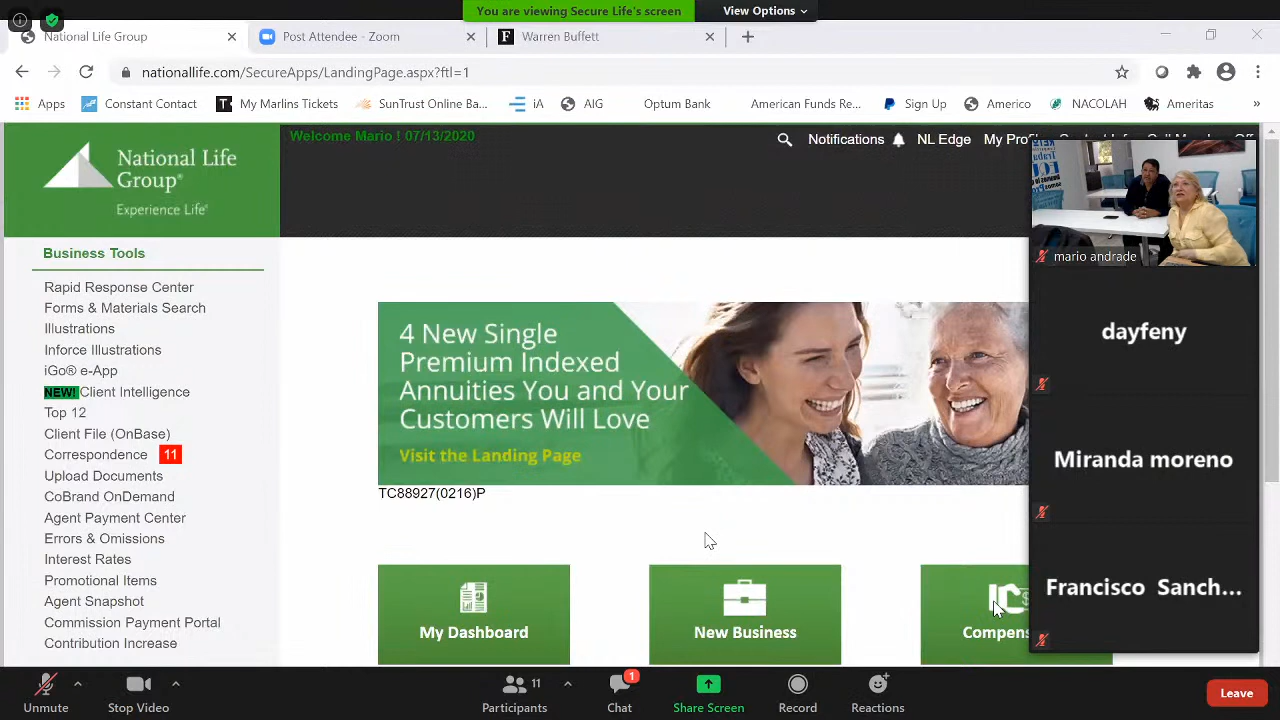 You are viewing Secure Life's screen
View Options
National Life Group
Post Attendee - Zoom
Warren Buffett
nationallife.com/SecureApps/LandingPage.aspx?ftl=1
Apps
Constant Contact
My Marlins Tickets
SunTrust Online Ba...
iA
AIG
Optum Bank
American Funds Re...
Sign Up
Americo
NACOLAH
Ameritas
»
National Life
Group®
Experience Life®
Welcome Mario ! 07/13/2020
Notifications
NL Edge
My Pro
Off
Business Tools
Rapid Response Center
Forms & Materials Search
Illustrations
Inforce Illustrations
iGo® e-App
NEW! Client Intelligence
Top 12
Client File (OnBase)
Correspondence 11
Upload Documents
CoBrand OnDemand
Agent Payment Center
Errors & Omissions
Interest Rates
Promotional Items
Agent Snapshot
Commission Payment Portal
Contribution Increase
4 New Single
Premium Indexed
Annuities You and Your
Customers Will Love
Visit the Landing Page
TC88927(0216)P
My Dashboard
New Business
Compens
mario andrade
dayfeny
Miranda moreno
Francisco Sanch...
Unmute
Stop Video
Participants
11
Chat
1
Share Screen
Record
Reactions
Leave